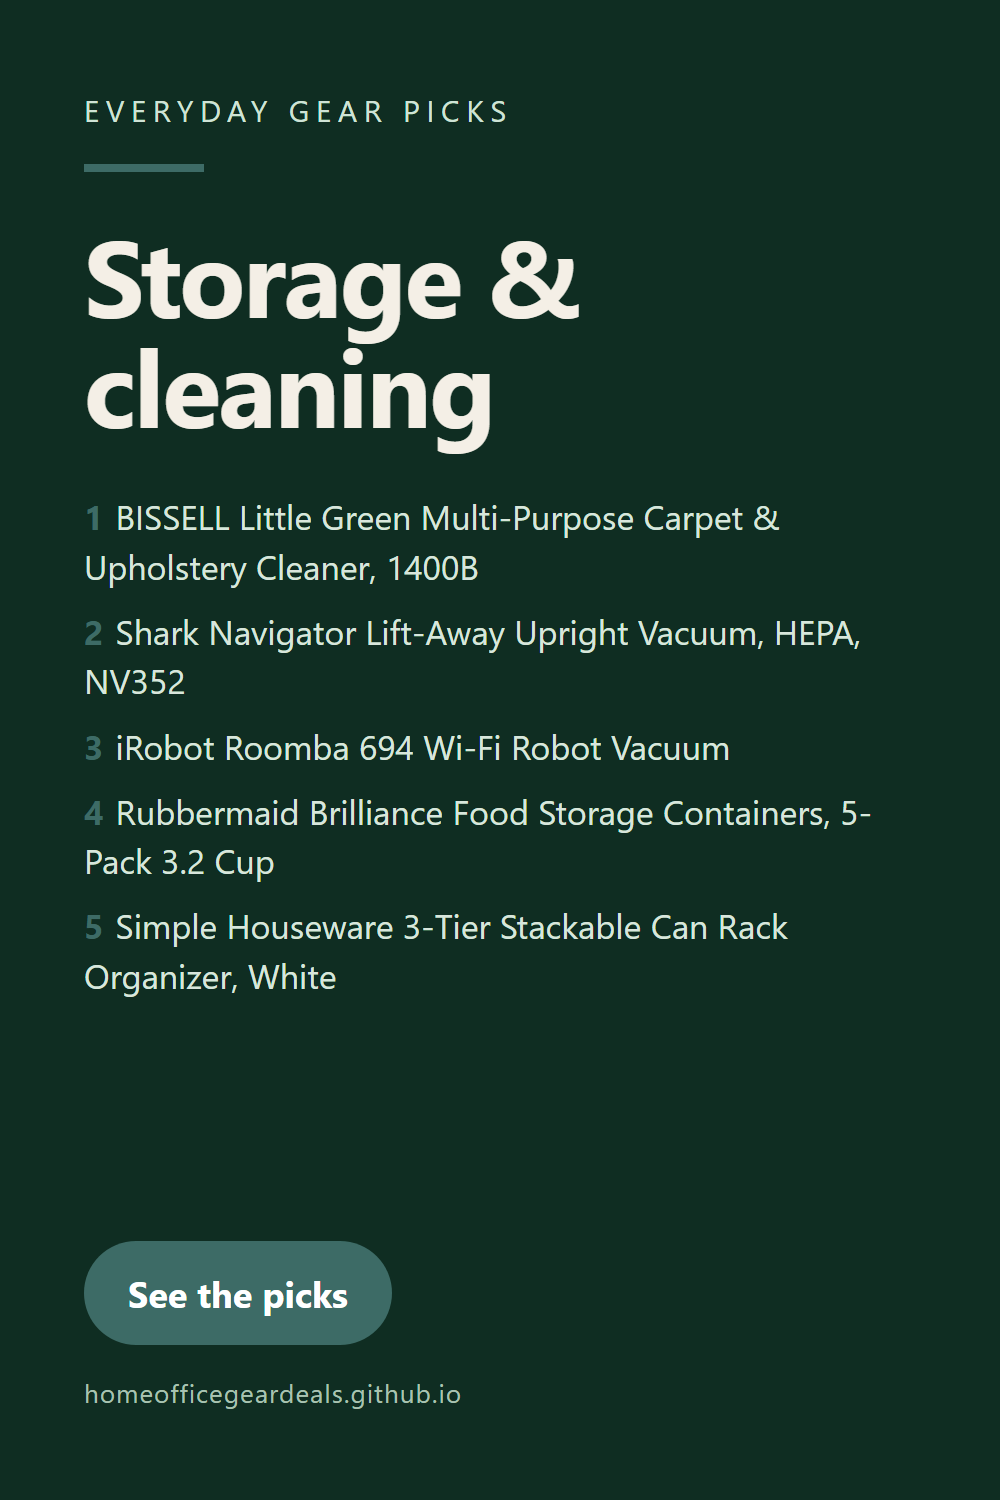 EVERYDAY GEAR PICKS
Storage &
cleaning
1 BISSELL Little Green Multi-Purpose Carpet &
Upholstery Cleaner, 1400B
2 Shark Navigator Lift-Away Upright Vacuum, HEPA,
NV352
3 iRobot Roomba 694 Wi-Fi Robot Vacuum
4 Rubbermaid Brilliance Food Storage Containers, 5-
Pack 3.2 Cup
5 Simple Houseware 3-Tier Stackable Can Rack
Organizer, White
See the picks
homeofficegeardeals.github.io